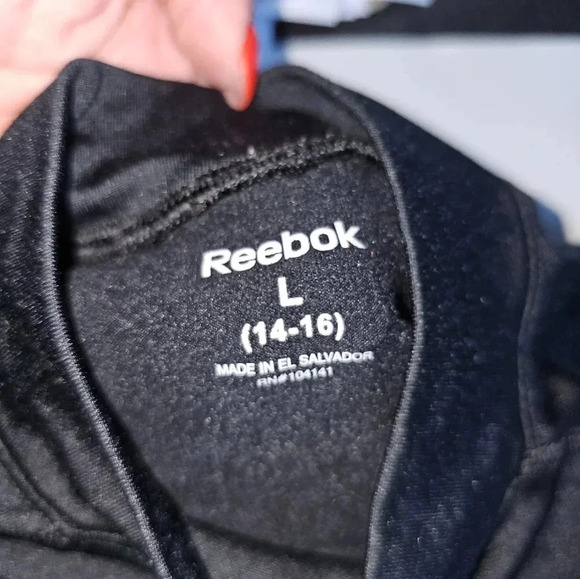 Reebok
L
(14-16)
MADE IN EL SALVADOR
RN#104141